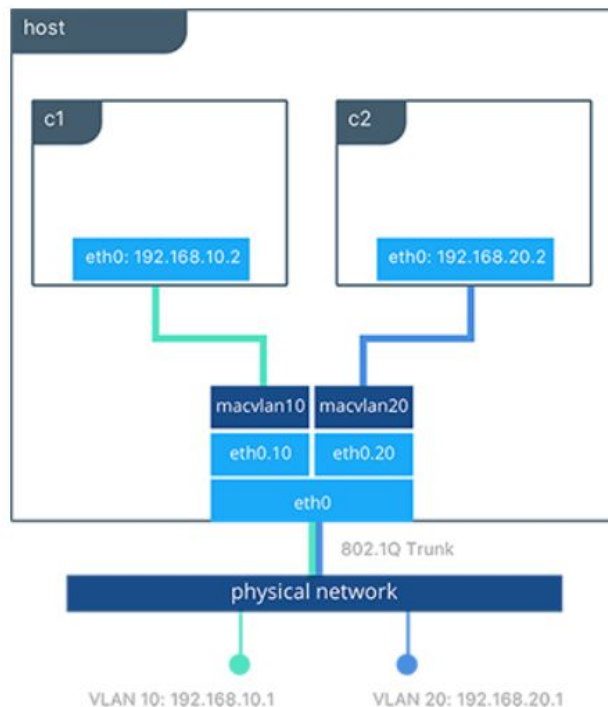 host
c1
c2
eth0: 192.168.10.2
eth0: 192.168.20.2
macvlan10
macvlan20
eth0.10
eth0.20
eth0
802.1Q Trunk
physical network
VLAN 10: 192.168.10.1
VLAN 20: 192.168.20.1